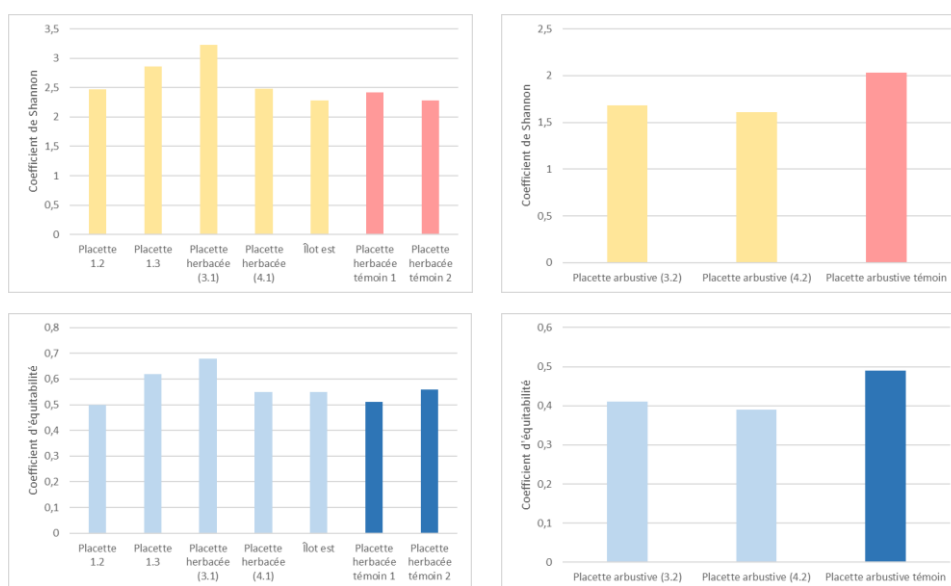 3,5
3
2,5
2
1,5
1
0,5
0
Coefficient de Shannon
Placette Placette Placette Placette Îlot est Placette Placette
1.2 1.3 herbacée herbacée herbacée herbacée
(3.1) (4.1) témoin 1 témoin 2
2,5
2
1,5
1
0,5
0
Coefficient de Shannon
Placette arbustive (3.2) Placette arbustive (4.2) Placette arbustive témoin
0,8
0,7
0,6
0,5
0,4
0,3
0,2
0,1
0
Coefficient d'équitabilité
Placette Placette Placette Placette Îlot est Placette Placette
1.2 1.3 herbacée herbacée herbacée herbacée
(3.1) (4.1) témoin 1 témoin 2
0,6
0,5
0,4
0,3
0,2
0,1
0
Coefficient d'équitabilité
Placette arbustive (3.2) Placette arbustive (4.2) Placette arbustive témoin